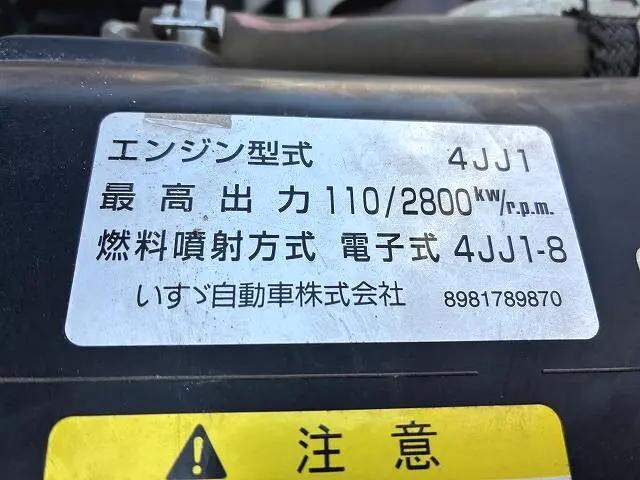 エンジン型式 4JJ1
最高出力 110/2800 kw/r.p.m.
燃料噴射方式 電子式 4JJ1-8
いすゞ自動車株式会社 8981789870
注意